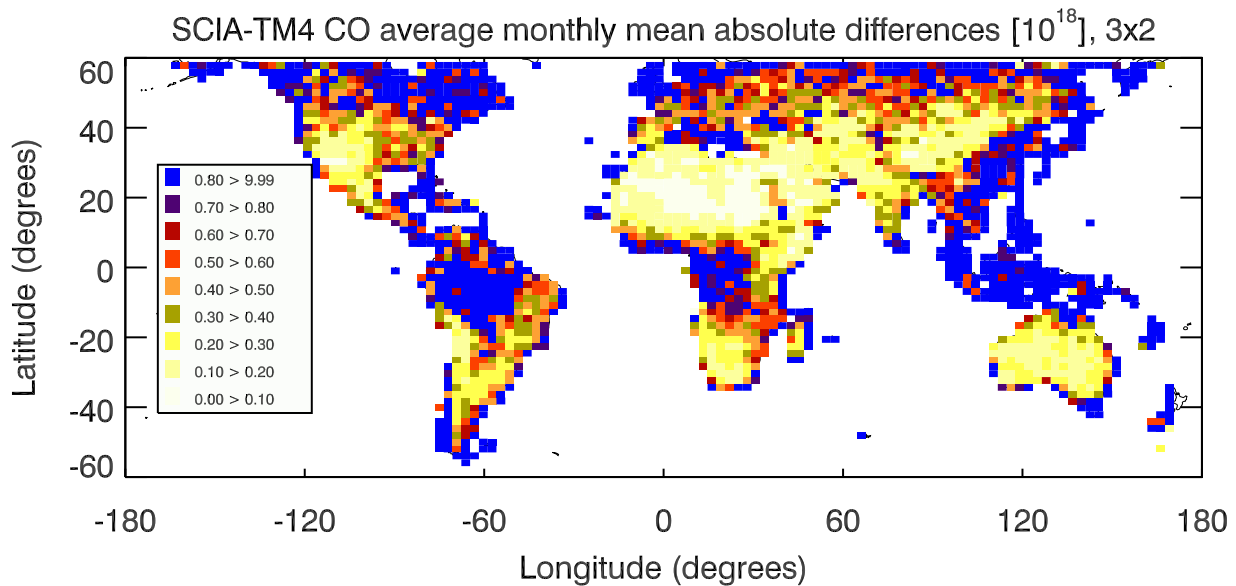 SCIA-TM4 CO average monthly mean absolute differences [10^18], 3x2
60
40
20
0
-20
-40
-60
Latitude (degrees)
0.80 > 9.99
0.70 > 0.80
0.60 > 0.70
0.50 > 0.60
0.40 > 0.50
0.30 > 0.40
0.20 > 0.30
0.10 > 0.20
0.00 > 0.10
-180 -120 -60 0 60 120 180
Longitude (degrees)